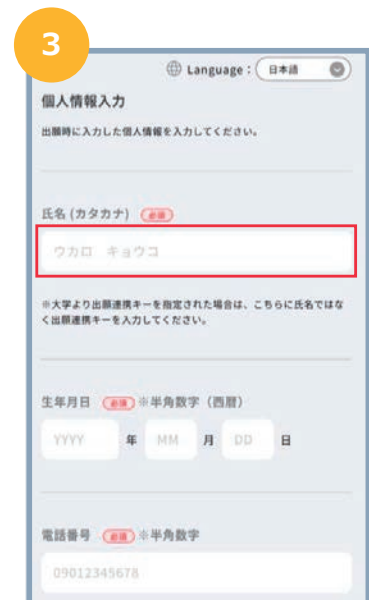 3
Language : 日本語
個人情報入力
出願時に入力した個人情報を入力してください。
氏名 (カタカナ) 必須
ウカロ キョウコ
※大学より出願連携キーを指定された場合は、こちらに氏名ではな
く出願連携キーを入力してください。
生年月日 必須 ※半角数字（西暦）
YYYY 年 MM 月 DD 日
電話番号 必須 ※半角数字
09012345678